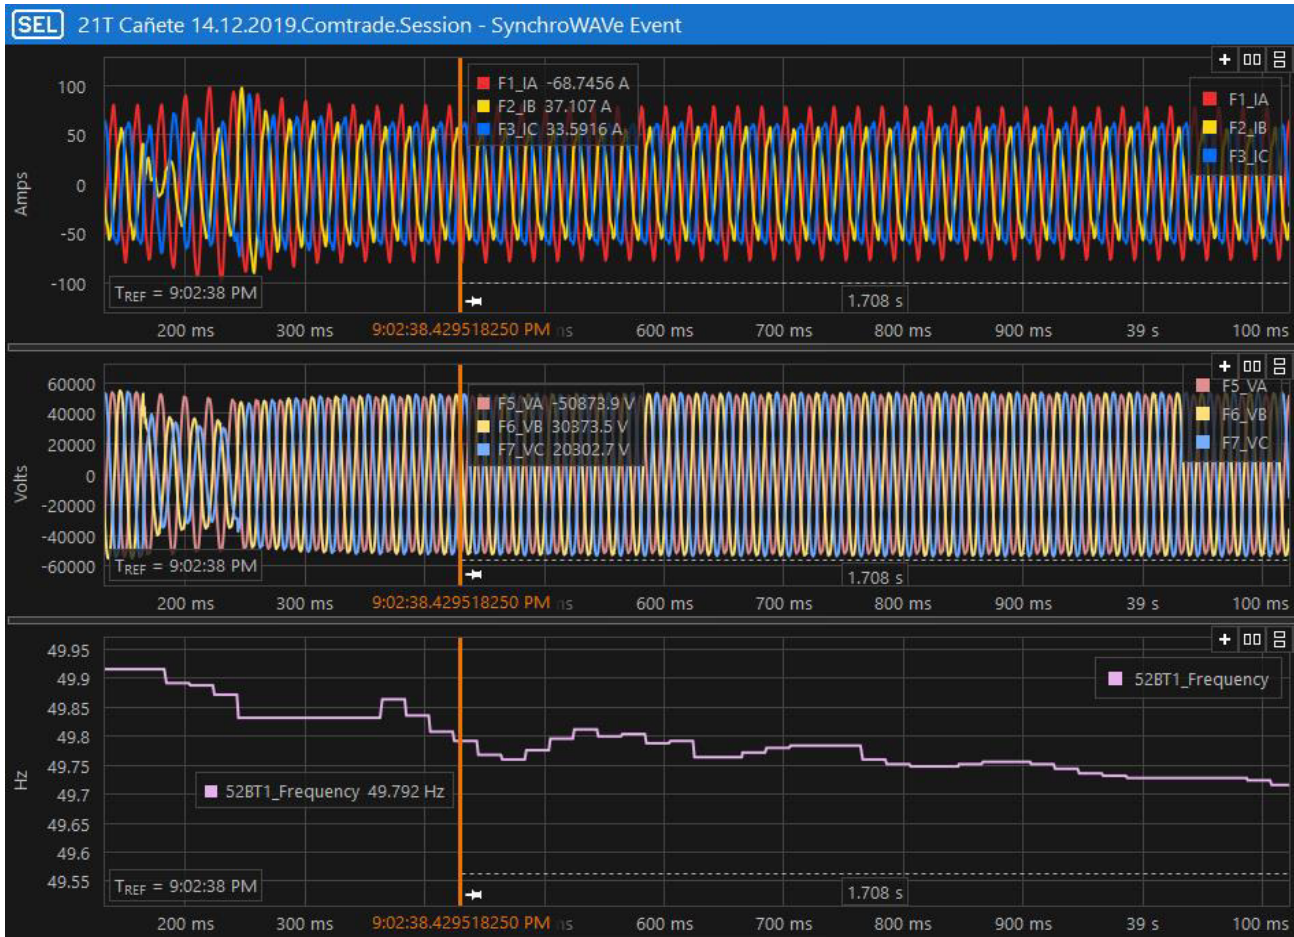 SEL 21T Cañete 14.12.2019.Comtrade.Session - SynchroWAVe Event
Amps
100
50
0
-50
-100
F1_IA -68.7456 A
F2_IB 37.107 A
F3_IC 33.5916 A
F1_IA
F2_IB
F3_IC
TREF = 9:02:38 PM
1.708 s
200 ms 300 ms 9:02:38.429518250 PM ns 600 ms 700 ms 800 ms 900 ms 39 s 100 ms
Volts
60000
40000
20000
0
-20000
-40000
-60000
F5_VA -50873.9 V
F6_VB 30373.5 V
F7_VC 20302.7 V
F5_VA
F6_VB
F7_VC
TREF = 9:02:38 PM
1.708 s
200 ms 300 ms 9:02:38.429518250 PM ns 600 ms 700 ms 800 ms 900 ms 39 s 100 ms
Hz
49.95
49.9
49.85
49.8
49.75
49.7
49.65
49.6
49.55
52BT1_Frequency
52BT1_Frequency 49.792 Hz
TREF = 9:02:38 PM
1.708 s
200 ms 300 ms 9:02:38.429518250 PM ns 600 ms 700 ms 800 ms 900 ms 39 s 100 ms